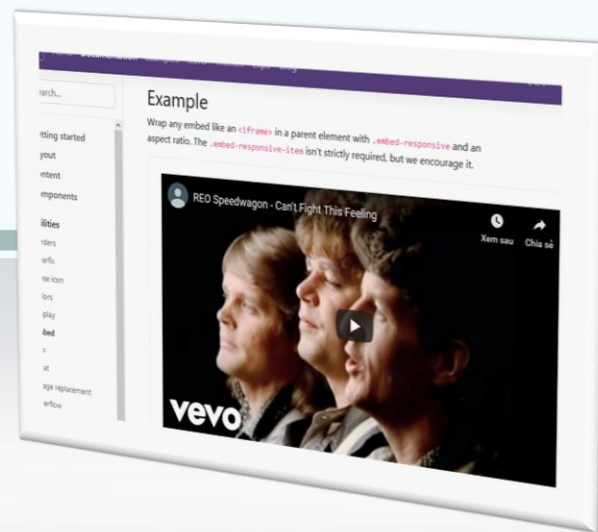 Example
Wrap any embed like an <iframe> in a parent element with .embed-responsive and an
aspect ratio. The .embed-responsive-item isn't strictly required, but we encourage it.
REO Speedwagon - Can't Fight This Feeling
Xem sau Chia sẻ
vevo
arch...
tting started
yout
ntent
mponents
ilities
rders
arfix
se icon
lors
play
bed
x
at
age replacement
erflow